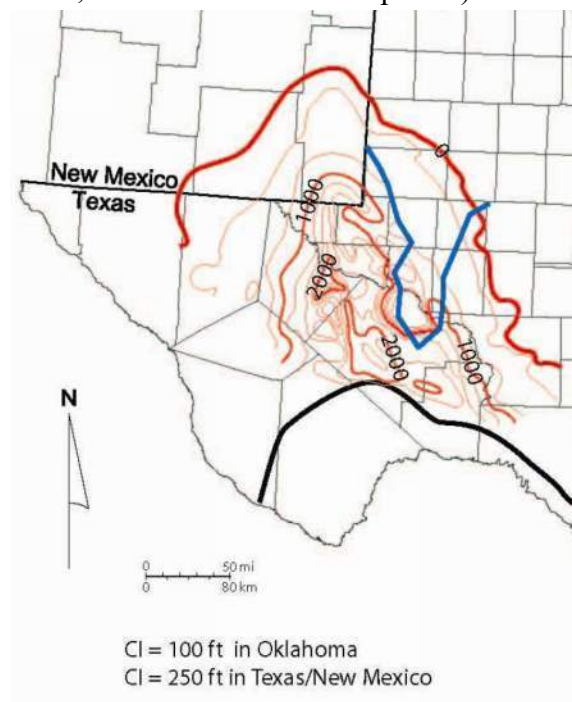 0
New Mexico
Texas
1000
2000
2000
1000
N
0 50 mi
0 80 km
CI = 100 ft in Oklahoma
CI = 250 ft in Texas/New Mexico